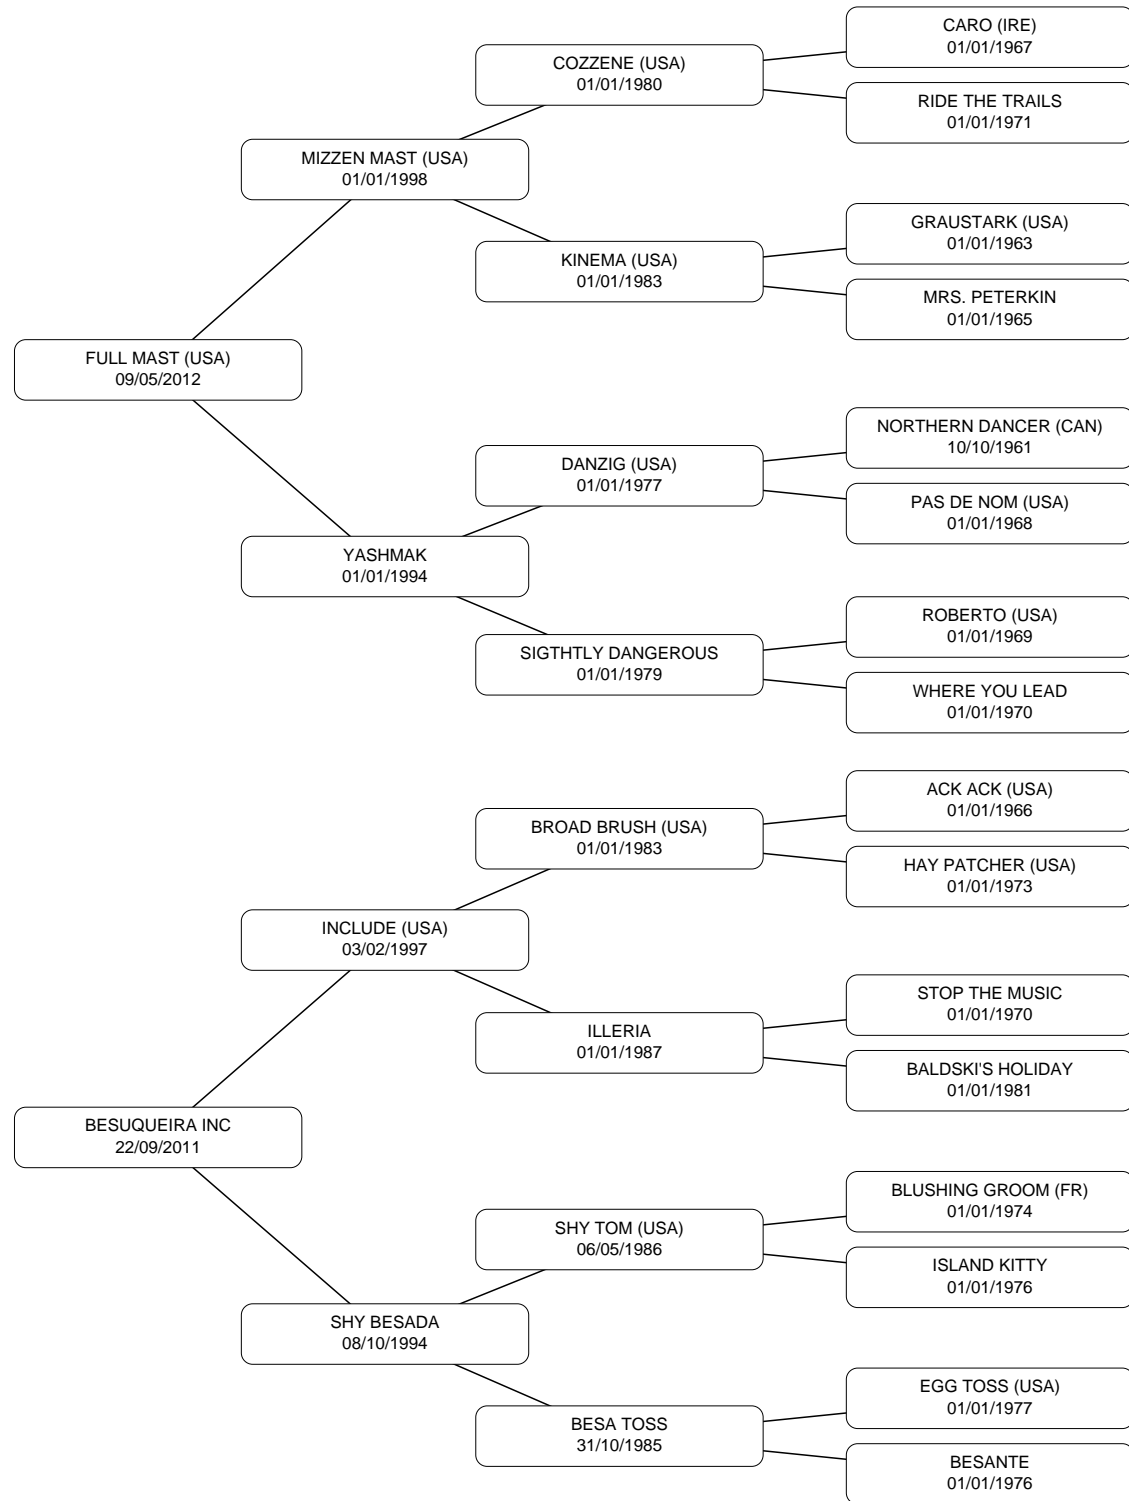 CARO (IRE)
01/01/1967
COZZENE (USA)
01/01/1980
RIDE THE TRAILS
01/01/1971
MIZZEN MAST (USA)
01/01/1998
GRAUSTARK (USA)
01/01/1963
KINEMA (USA)
01/01/1983
MRS. PETERKIN
01/01/1965
FULL MAST (USA)
09/05/2012
NORTHERN DANCER (CAN)
10/10/1961
DANZIG (USA)
01/01/1977
PAS DE NOM (USA)
01/01/1968
YASHMAK
01/01/1994
ROBERTO (USA)
01/01/1969
SIGTHTLY DANGEROUS
01/01/1979
WHERE YOU LEAD
01/01/1970
ACK ACK (USA)
01/01/1966
BROAD BRUSH (USA)
01/01/1983
HAY PATCHER (USA)
01/01/1973
INCLUDE (USA)
03/02/1997
STOP THE MUSIC
01/01/1970
ILLERIA
01/01/1987
BALDSKI'S HOLIDAY
01/01/1981
BESUQUEIRA INC
22/09/2011
BLUSHING GROOM (FR)
01/01/1974
SHY TOM (USA)
06/05/1986
ISLAND KITTY
01/01/1976
SHY BESADA
08/10/1994
EGG TOSS (USA)
01/01/1977
BESA TOSS
31/10/1985
BESANTE
01/01/1976